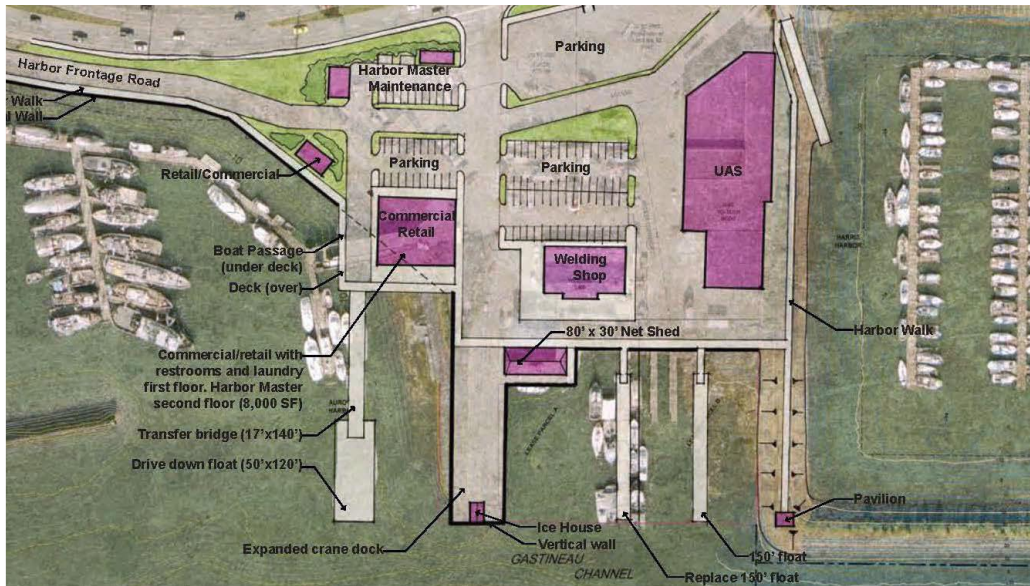 Parking
Harbor Frontage Road
Harbor Master
Maintenance
Walk
Wall
Retail/Commercial
Parking
Parking
UAS
Commercial
Retail
Boat Passage
(under deck)
Deck (over)
Welding
Shop
HARBOR
80' x 30' Net Shed
Harbor Walk
Commercial/retail with
restrooms and laundry
first floor. Harbor Master
second floor (8,000 SF)
Transfer bridge (17'x140')
Drive down float (50'x120')
LEASE PARCEL A
Pavilion
Ice House
Vertical wall
Expanded crane dock
GASTINEAU
CHANNEL
150' float
Replace 150' float